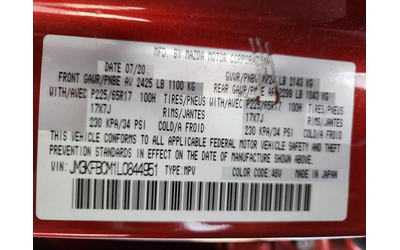 MFD. BY MAZDA MOTOR CORPORATION
DATE 07/20 GVWR/PNBV LB 2143 KG
FRONT GAWR/PNBE AV 2425 LB 1100 KG REAR GAWR/PNBE AV 2299 LB 1043 KG
WITH/AVEC P225/65R17 100H TIRES/PNEUS WITH/AVEC P225/65R17 100H TIRES/PNEUS
17X7J RIMS/JANTES 17X7J RIMS/JANTES
230 KPA/34 PSI COLD/A FROID 230 KPA/34 PSI COLD/A FROID
THIS VEHICLE CONFORMS TO ALL APPLICABLE FEDERAL MOTOR VEHICLE SAFETY, BUMPER AND
THEFT PREVENTION STANDARDS IN EFFECT ON THE DATE OF MANUFACTURE SHOWN ABOVE.
VIN: TYPE:MPV COLOR CODE 46V MADE IN JAPAN